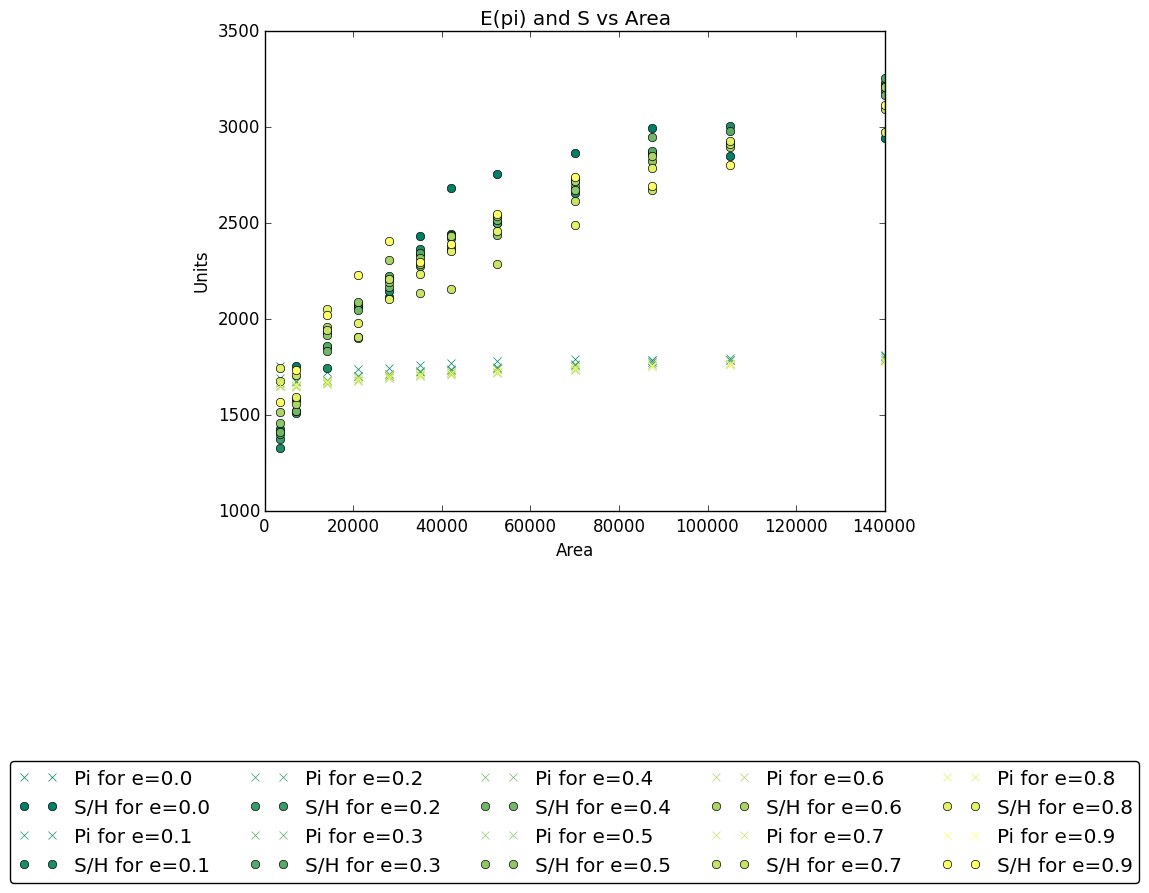 E(pi) and S vs Area
3500
3000
2500
2000
1500
1000
Units
0 20000 40000 60000 80000 100000 120000 140000
Area
Pi for e=0.0 Pi for e=0.2 Pi for e=0.4 Pi for e=0.6 Pi for e=0.8
S/H for e=0.0 S/H for e=0.2 S/H for e=0.4 S/H for e=0.6 S/H for e=0.8
Pi for e=0.1 Pi for e=0.3 Pi for e=0.5 Pi for e=0.7 Pi for e=0.9
S/H for e=0.1 S/H for e=0.3 S/H for e=0.5 S/H for e=0.7 S/H for e=0.9